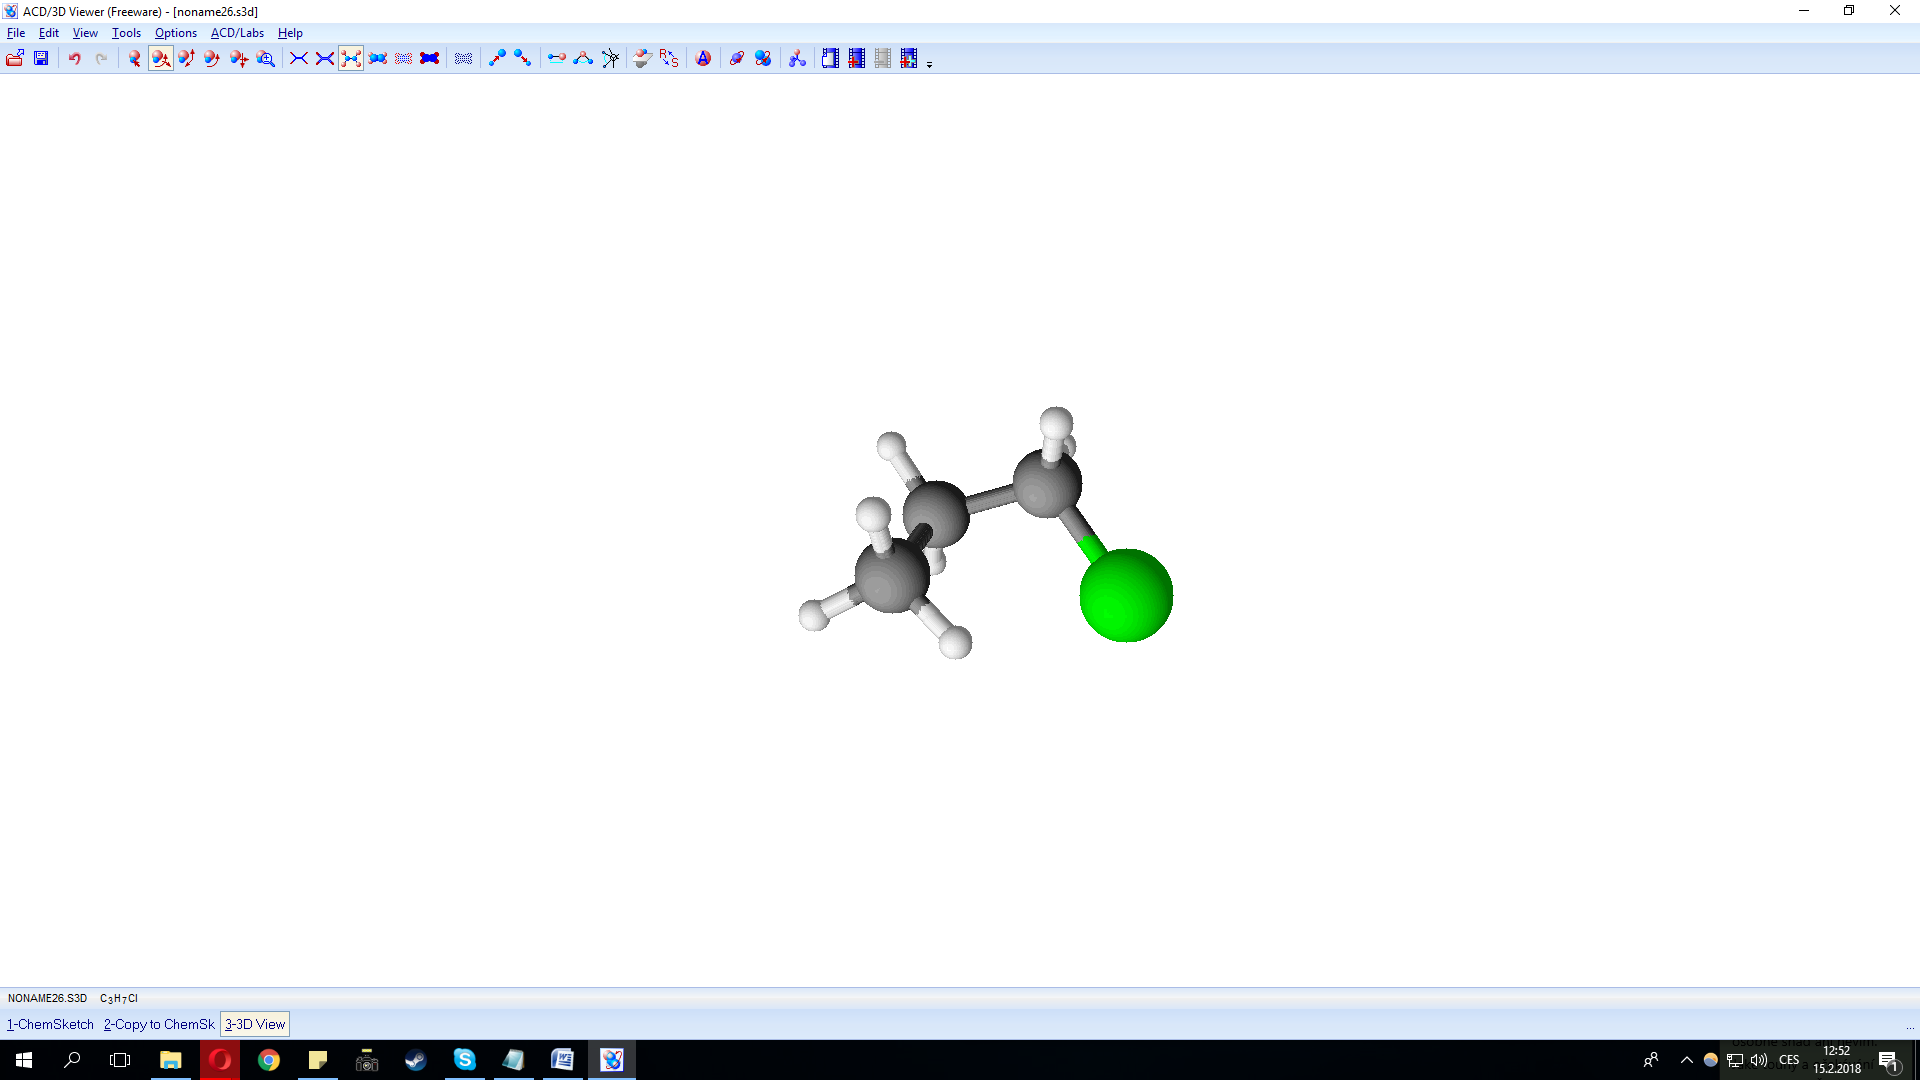 ACD/3D Viewer (Freeware) - [noname26.s3d]
File Edit View Tools Options ACD/Labs Help
NONAME26.S3D C3H7Cl
1-ChemSketch 2-Copy to ChemSk 3-3D View ...
CES 12:52
15.2.2018 1